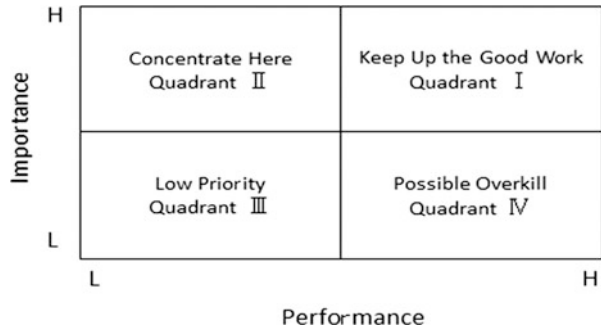 H
Concentrate Here
Quadrant Ⅱ
Keep Up the Good Work
Quadrant Ⅰ
Importance
Low Priority
Quadrant Ⅲ
Possible Overkill
Quadrant Ⅳ
L
L
H
Performance